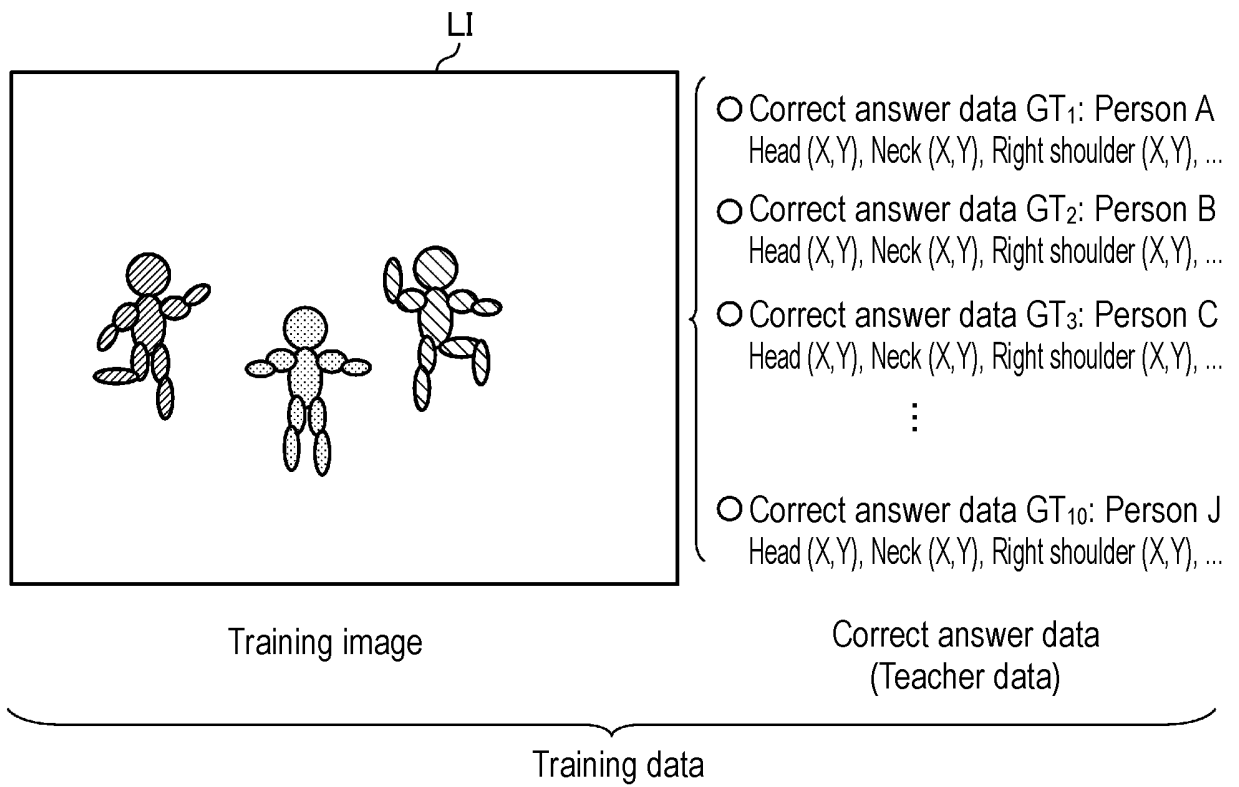 LI
○ Correct answer data GT₁: Person A
Head (X,Y), Neck (X,Y), Right shoulder (X,Y), ...
○ Correct answer data GT₂: Person B
Head (X,Y), Neck (X,Y), Right shoulder (X,Y), ...
○ Correct answer data GT₃: Person C
Head (X,Y), Neck (X,Y), Right shoulder (X,Y), ...
⋮
○ Correct answer data GT₁₀: Person J
Head (X,Y), Neck (X,Y), Right shoulder (X,Y), ...
Training image
Correct answer data
(Teacher data)
Training data